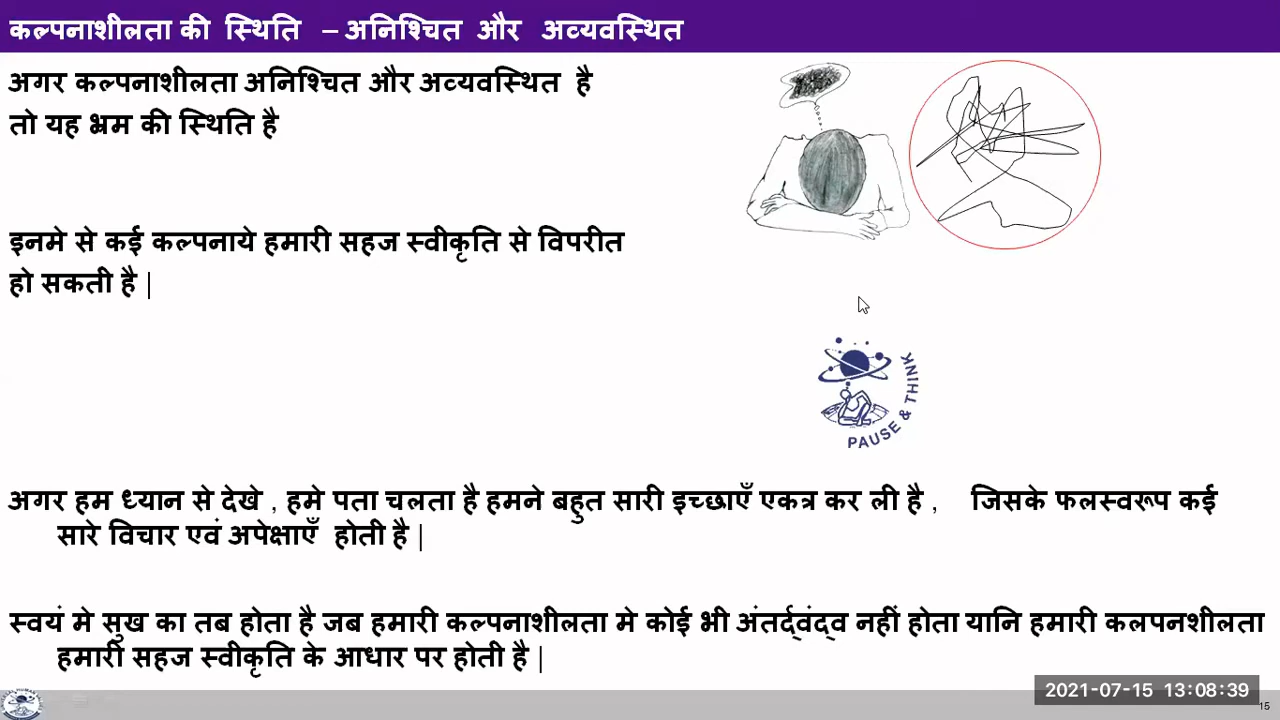 कल्पनाशीलता की स्थिति – अनिश्चित और अव्यवस्थित
अगर कल्पनाशीलता अनिश्चित और अव्यवस्थित है
तो यह भ्रम की स्थिति है
इनमे से कई कल्पनाये हमारी सहज स्वीकृति से विपरीत
हो सकती है |
PAUSE & THINK
अगर हम ध्यान से देखे , हमे पता चलता है हमने बहुत सारी इच्छाएँ एकत्र कर ली है , जिसके फलस्वरूप कई
सारे विचार एवं अपेक्षाएँ होती है |
स्वयं मे सुख का तब होता है जब हमारी कल्पनाशीलता मे कोई भी अंतर्द्वंद्व नहीं होता यानि हमारी कलपनशीलता
हमारी सहज स्वीकृति के आधार पर होती है |
2021-07-15 13:08:39
15